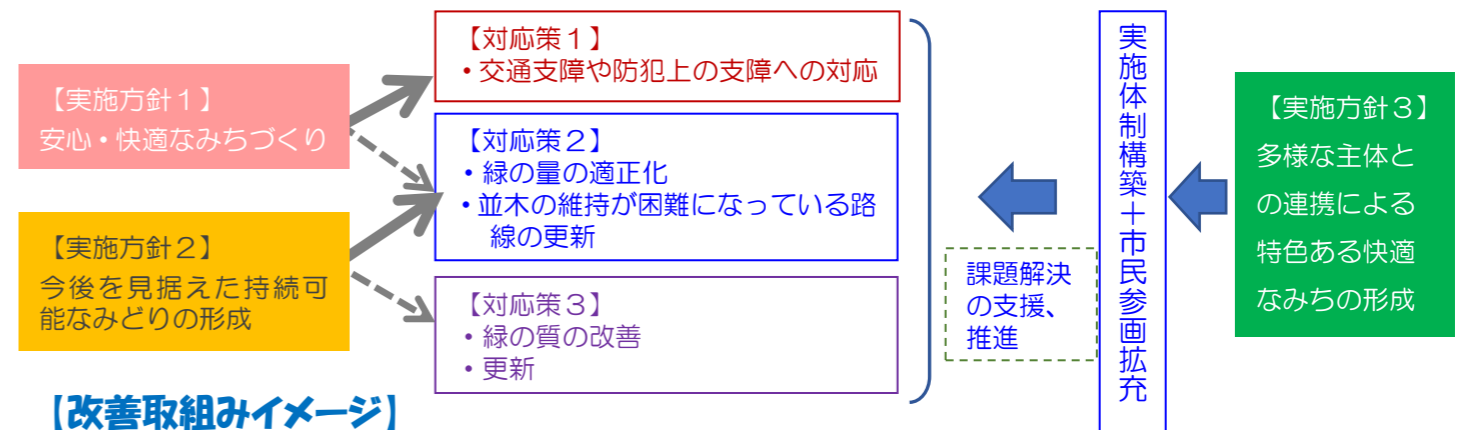 【実施方針１】
安心・快適なみちづくり
【実施方針２】
今後を見据えた持続可
能なみどりの形成
【対応策１】
・交通支障や防犯上の支障への対応
【対応策２】
・緑の量の適正化
・並木の維持が困難になっている路
線の更新
【対応策３】
・緑の質の改善
・更新
課題解決
の支援、
推進
実施体制構築＋市民参画拡充
【実施方針３】
多様な主体と
の連携による
特色ある快適
なみちの形成
【改善取組みイメージ】